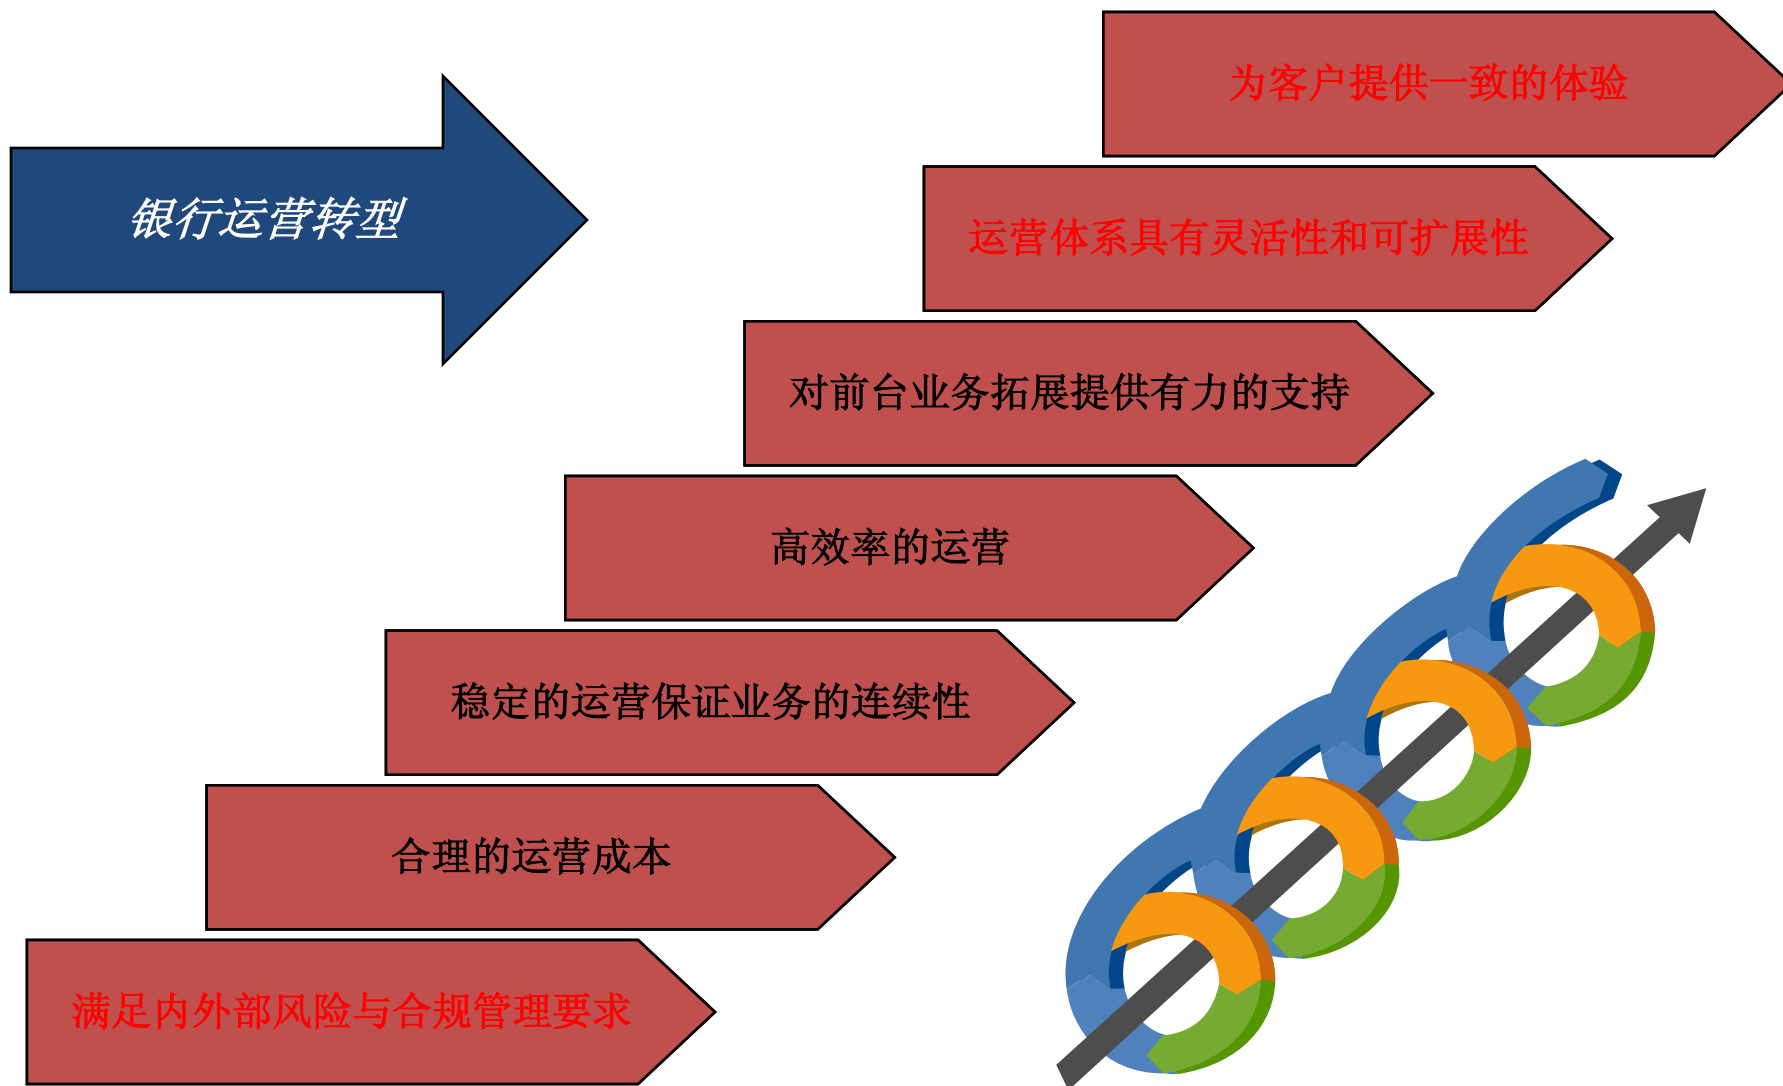 为客户提供一致的体验
银行运营转型
运营体系具有灵活性和可扩展性
对前台业务拓展提供有力的支持
高效率的运营
稳定的运营保证业务的连续性
合理的运营成本
满足内外部风险与合规管理要求